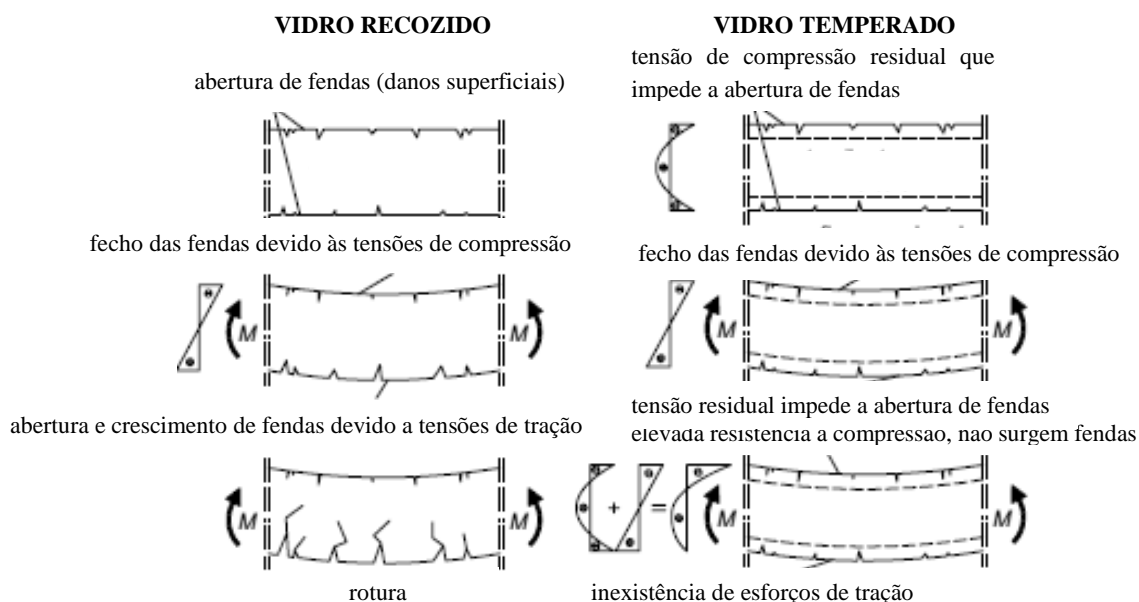 VIDRO RECOZIDO
abertura de fendas (danos superficiais)
fecho das fendas devido às tensões de compressão
M M
abertura e crescimento de fendas devido a tensões de tração
M M
rotura
VIDRO TEMPERADO
tensão de compressão residual que
impede a abertura de fendas
fecho das fendas devido às tensões de compressão
M M
tensão residual impede a abertura de fendas
elevada resistencia a compressao, nao surgem fendas
+ =
M M
inexistência de esforços de tração